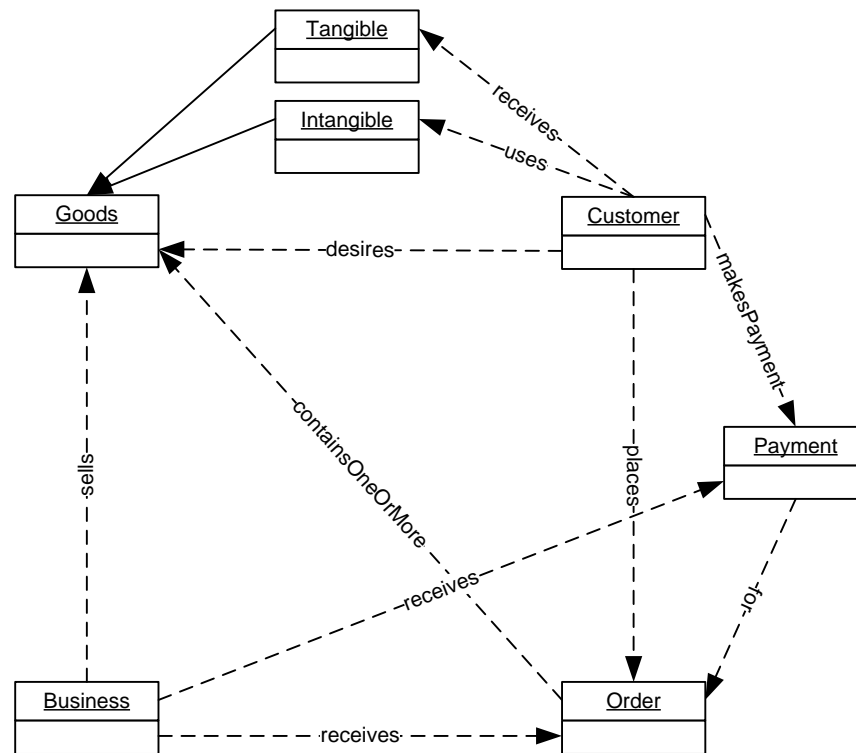 Tangible
receives
Intangible
uses
Goods
Customer
desires
makesPayment
containsOneOrMore
places
Payment
sells
receives
for
Business
Order
receives